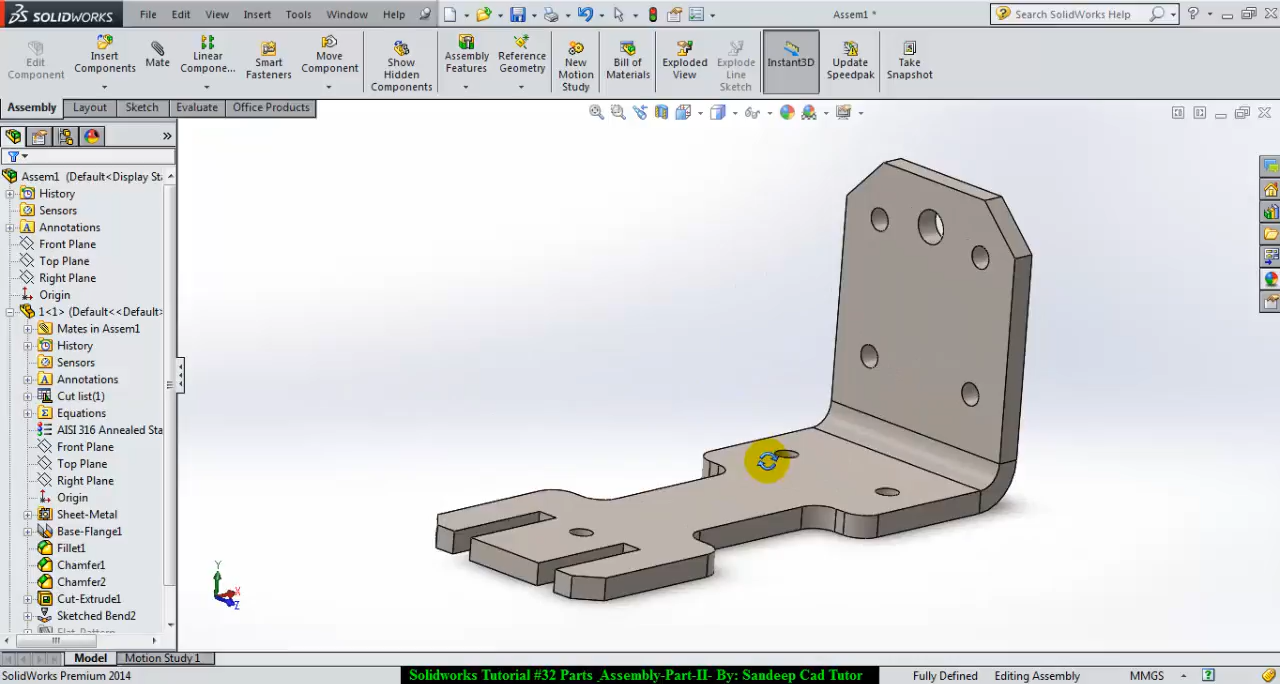 SOLIDWORKS File Edit View Insert Tools Window Help Assem1 * Search SolidWorks Help
Edit Component
Insert Components
Mate
Linear Compone...
Smart Fasteners
Move Component
Show Hidden Components
Assembly Features
Reference Geometry
New Motion Study
Bill of Materials
Exploded View
Explode Line Sketch
Instant3D
Update Speedpak
Take Snapshot
Assembly Layout Sketch Evaluate Office Products
Assem1 (Default<Display Sta
History
Sensors
Annotations
Front Plane
Top Plane
Right Plane
Origin
1<1> (Default<<Default>
Mates in Assem1
History
Sensors
Annotations
Cut list(1)
Equations
AISI 316 Annealed Sta
Front Plane
Top Plane
Right Plane
Origin
Sheet-Metal
Base-Flange1
Fillet1
Chamfer1
Chamfer2
Cut-Extrude1
Sketched Bend2
Y
X
Z
Model Motion Study 1
SolidWorks Premium 2014 Solidworks Tutorial #32 Parts Assembly-Part-II- By: Sandeep Cad Tutor Fully Defined Editing Assembly MMGS